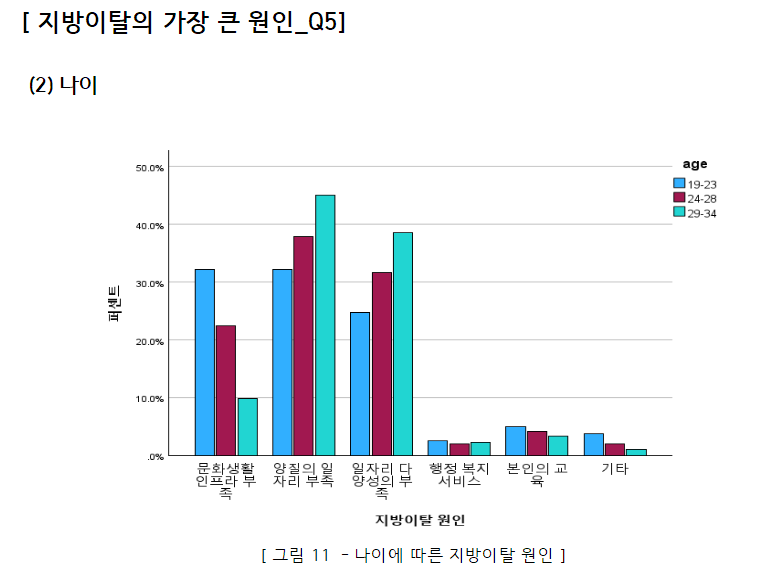 [ 지방이탈의 가장 큰 원인_Q5]
(2) 나이
age
19-23
24-28
29-34
50.0%
40.0%
30.0%
20.0%
10.0%
.0%
퍼센트
문화생활
인프라 부
족
양질의 일
자리 부족
일자리 다
양성의 부
족
행정 복지
서비스
본인의 교
육
기타
지방이탈 원인
[ 그림 11 - 나이에 따른 지방이탈 원인 ]